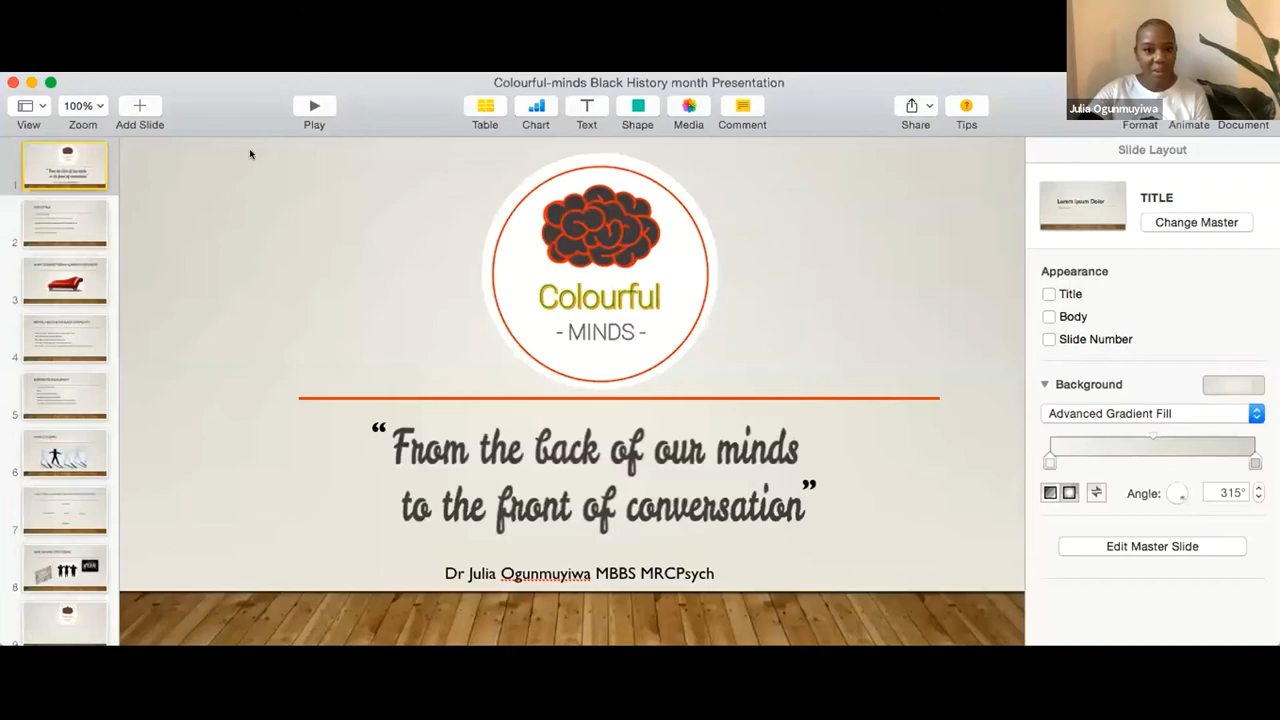 Colourful-minds Black History month Presentation
Julia Ogunmuyiwa
100%
View
Zoom
Add Slide
Play
Table
Chart
Text
Shape
Media
Comment
Share
Tips
Format
Animate
Document
1
2
3
4
5
6
7
8
Colourful
- MINDS -
“From the back of our minds
to the front of conversation”
Dr Julia Ogunmuyiwa MBBS MRCPsych
Slide Layout
Lorem Ipsum Dolor
TITLE
Change Master
Appearance
Title
Body
Slide Number
Background
Advanced Gradient Fill
Angle:
315°
Edit Master Slide